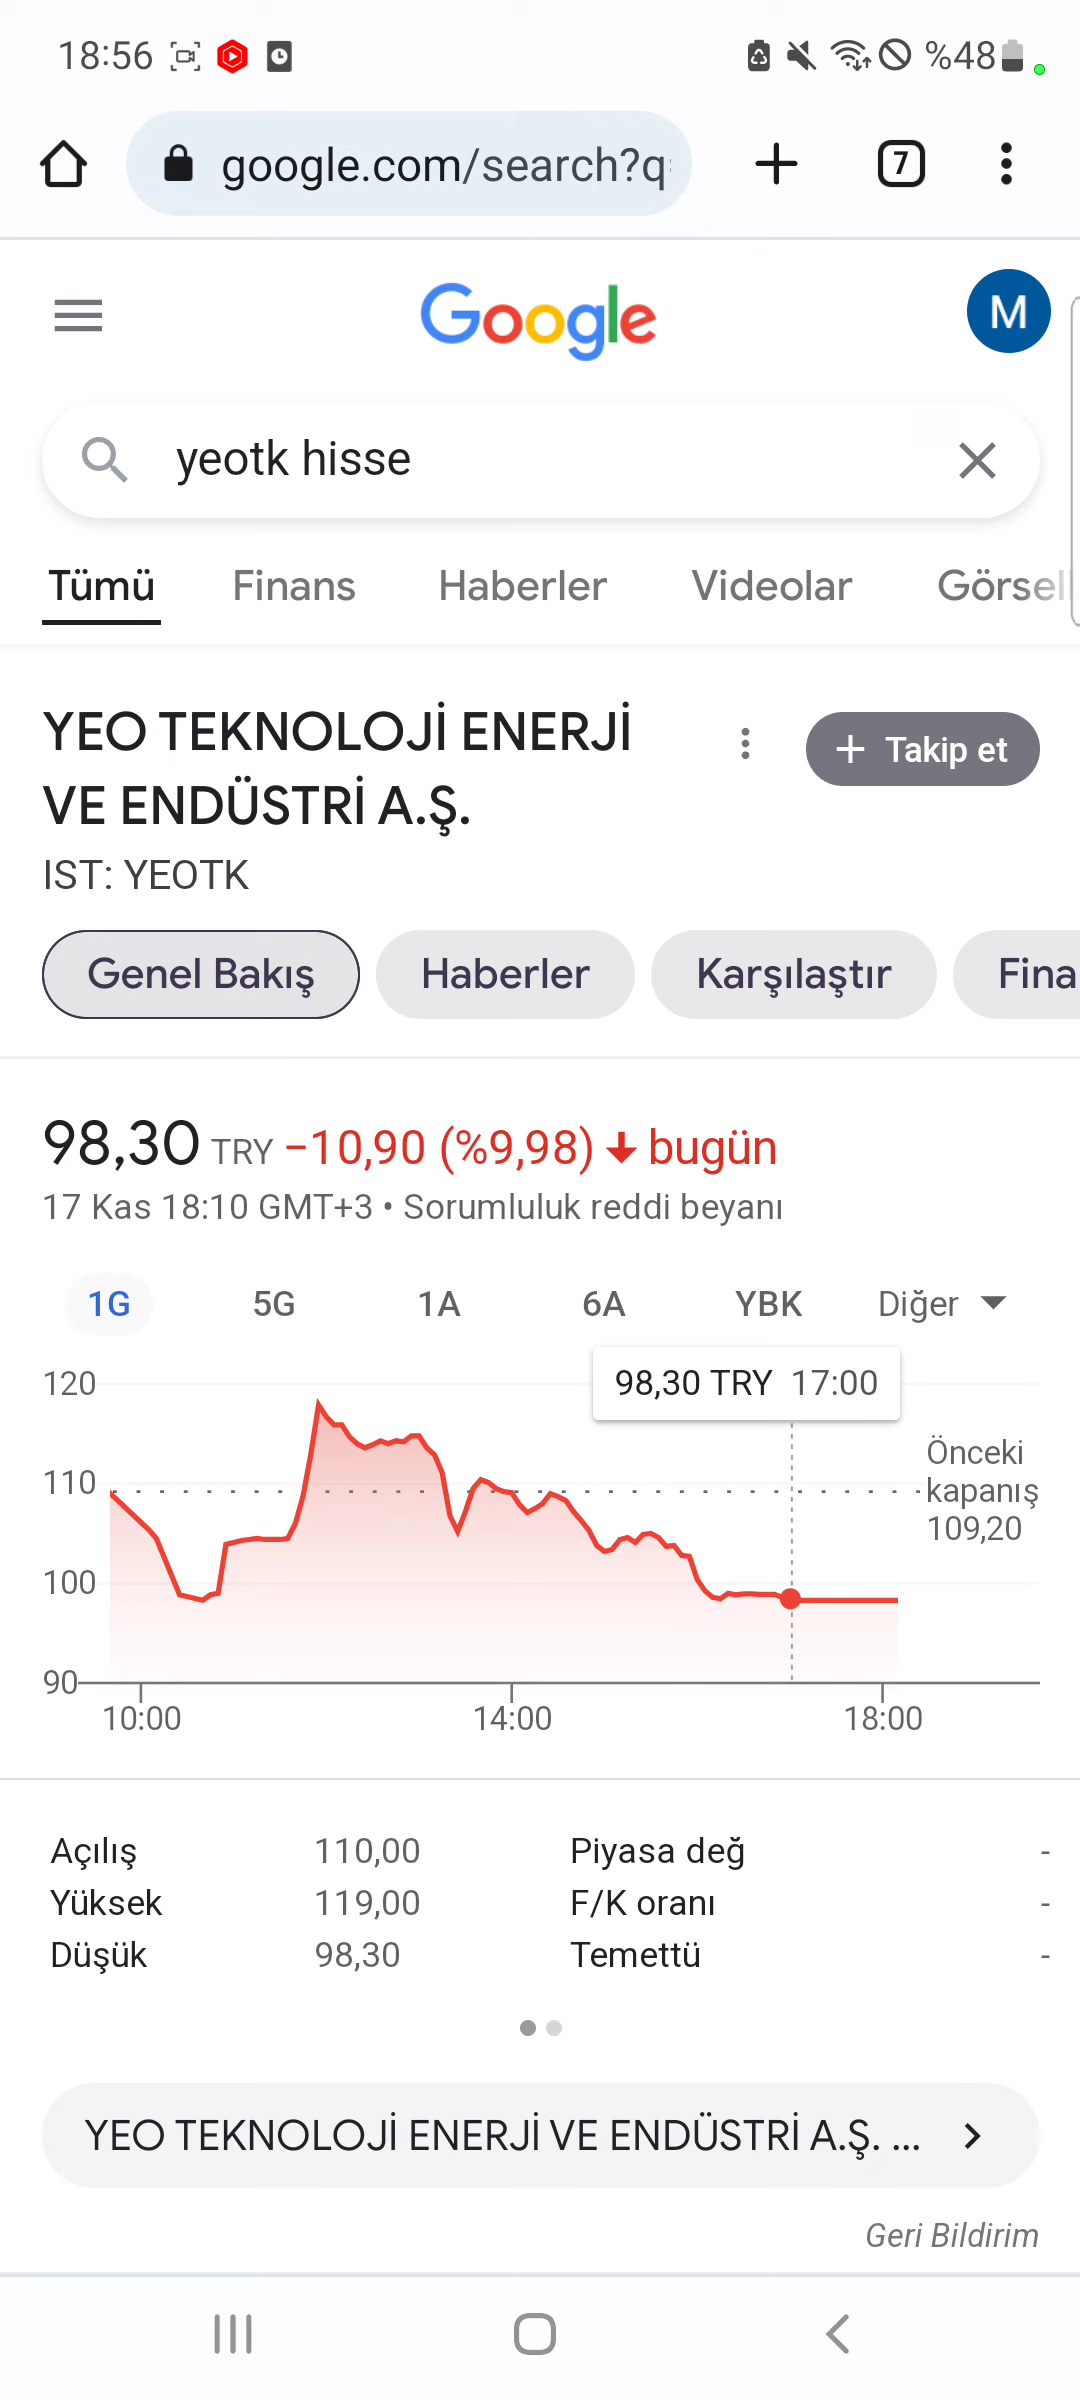 18:56
%48
google.com/search?q
7
Google
M
yeotk hisse
Tümü Finans Haberler Videolar Görsel
YEO TEKNOLOJİ ENERJİ
VE ENDÜSTRİ A.Ş.
+ Takip et
IST: YEOTK
Genel Bakış Haberler Karşılaştır Fina
98,30 TRY −10,90 (%9,98) ↓ bugün
17 Kas 18:10 GMT+3 • Sorumluluk reddi beyanı
1G 5G 1A 6A YBK Diğer
98,30 TRY 17:00
120
110
100
90
Önceki
kapanış
109,20
10:00 14:00 18:00
Açılış 110,00 Piyasa değ -
Yüksek 119,00 F/K oranı -
Düşük 98,30 Temettü -
YEO TEKNOLOJİ ENERJİ VE ENDÜSTRİ A.Ş. ...
Geri Bildirim